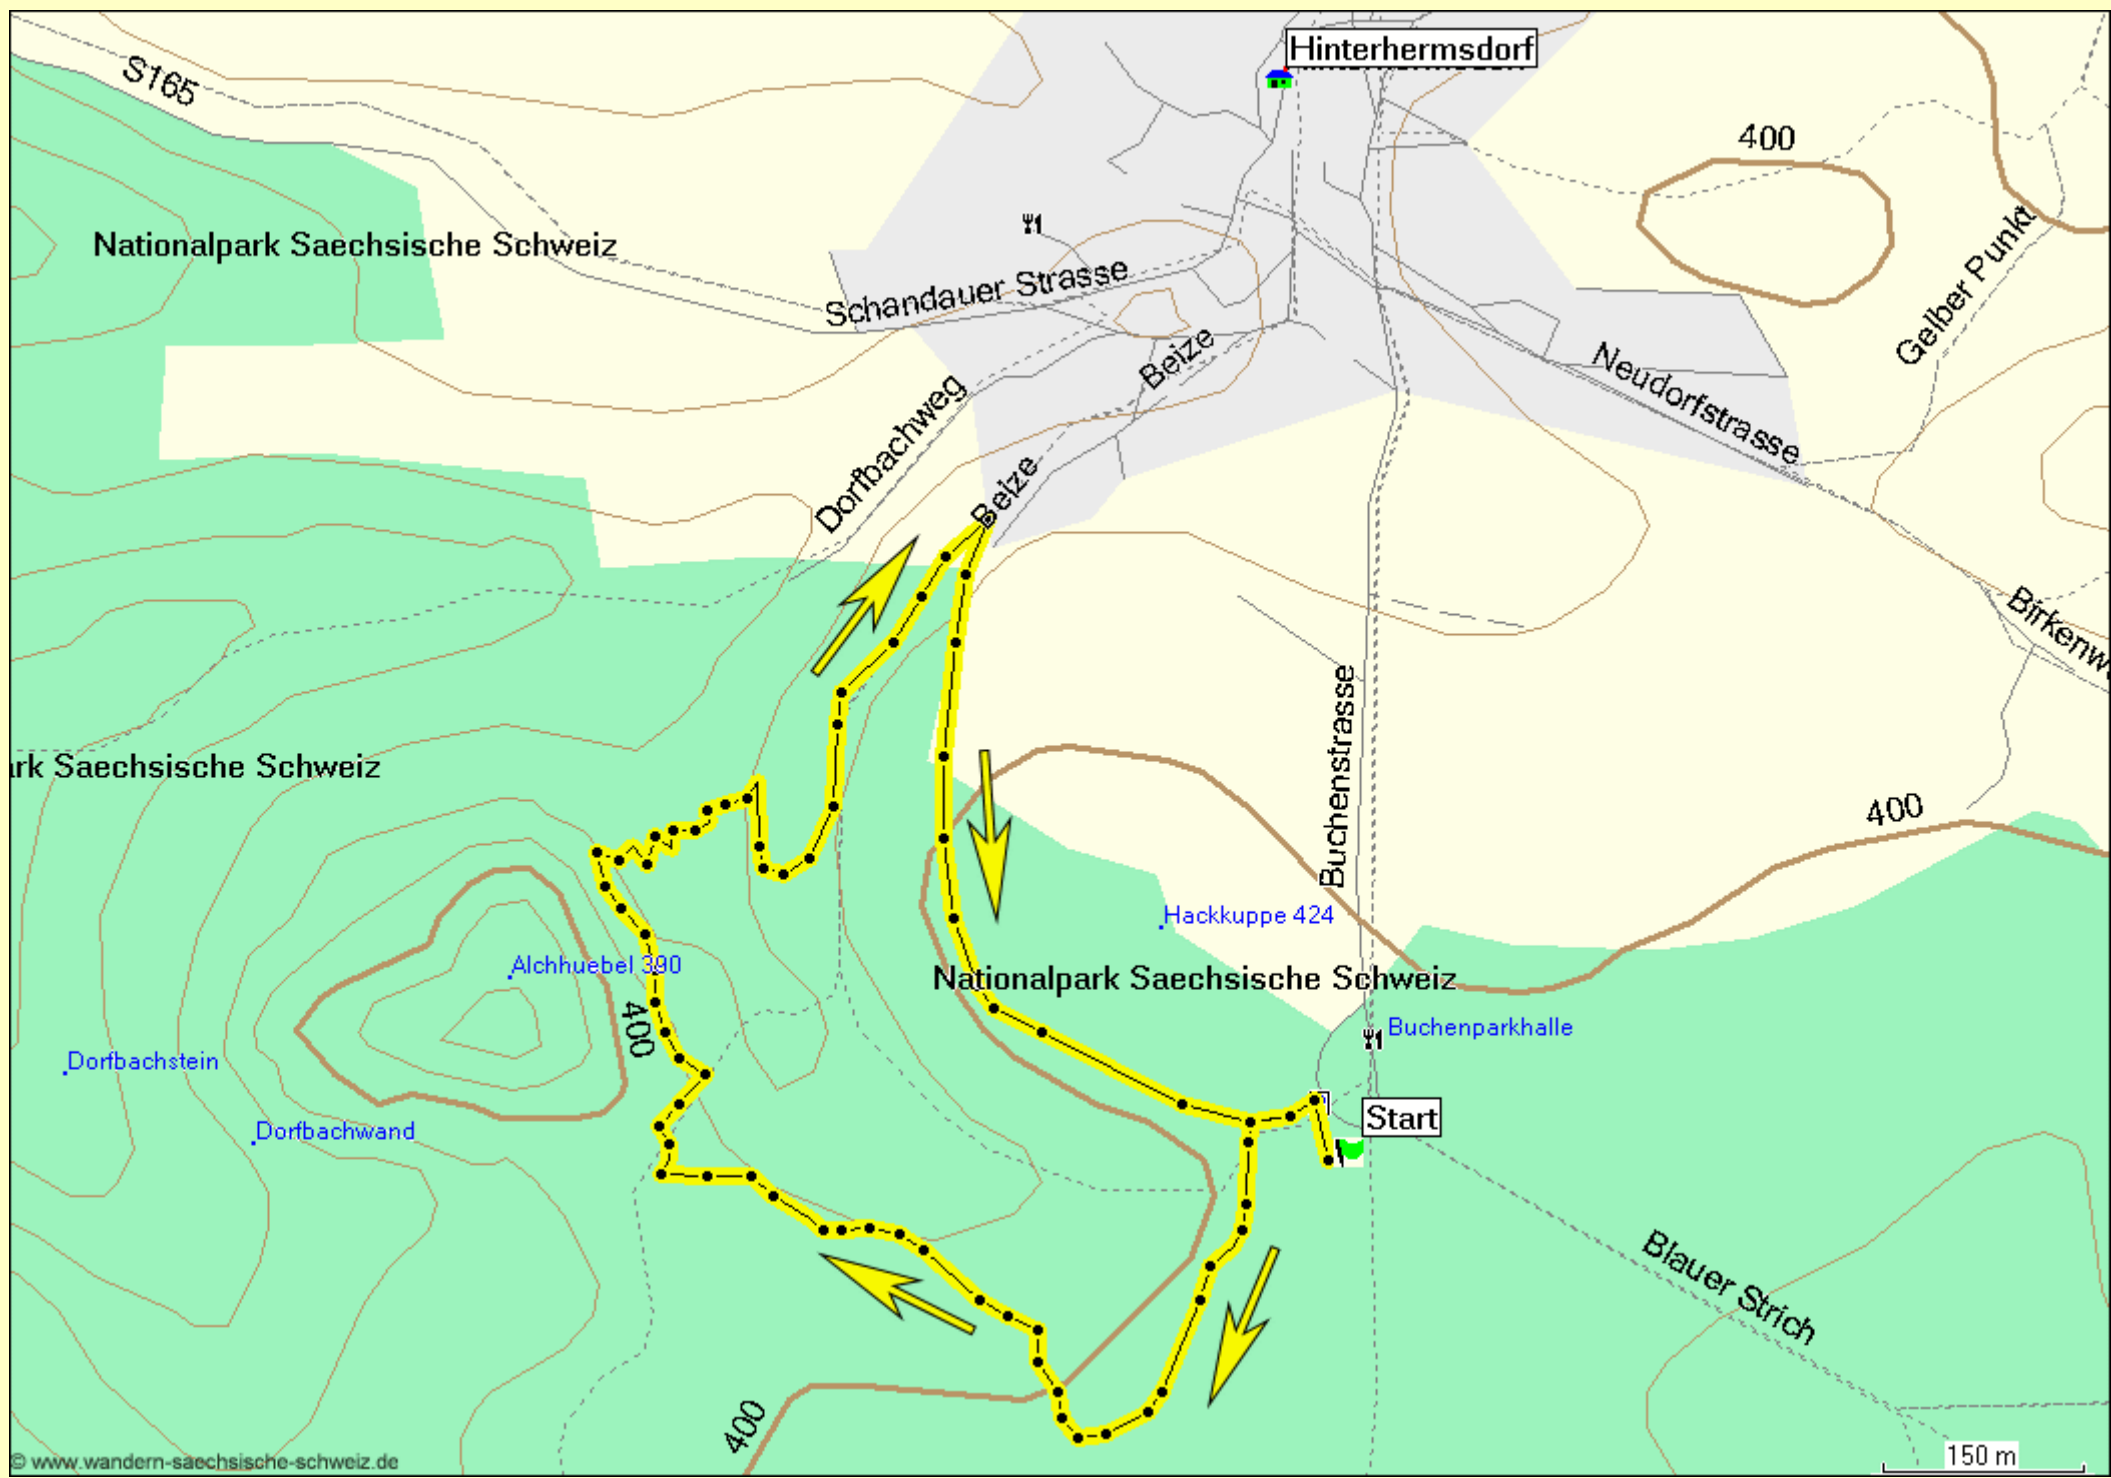 Hinterhermsdorf
S165
400
Nationalpark Saechsische Schweiz
Gelber Punkt
Schandauer Strasse
Beize
Neudorfstrasse
Dorfbachweg
Beize
Birkenw
Buchenstrasse
ark Saechsische Schweiz
400
Hackkuppe 424
Alchhuebel 390
Nationalpark Saechsische Schweiz
400
Buchenparkhalle
Dorfbachstein
Start
Dorfbachwand
Blauer Strich
400
© www.wandern-saechsische-schweiz.de
150 m